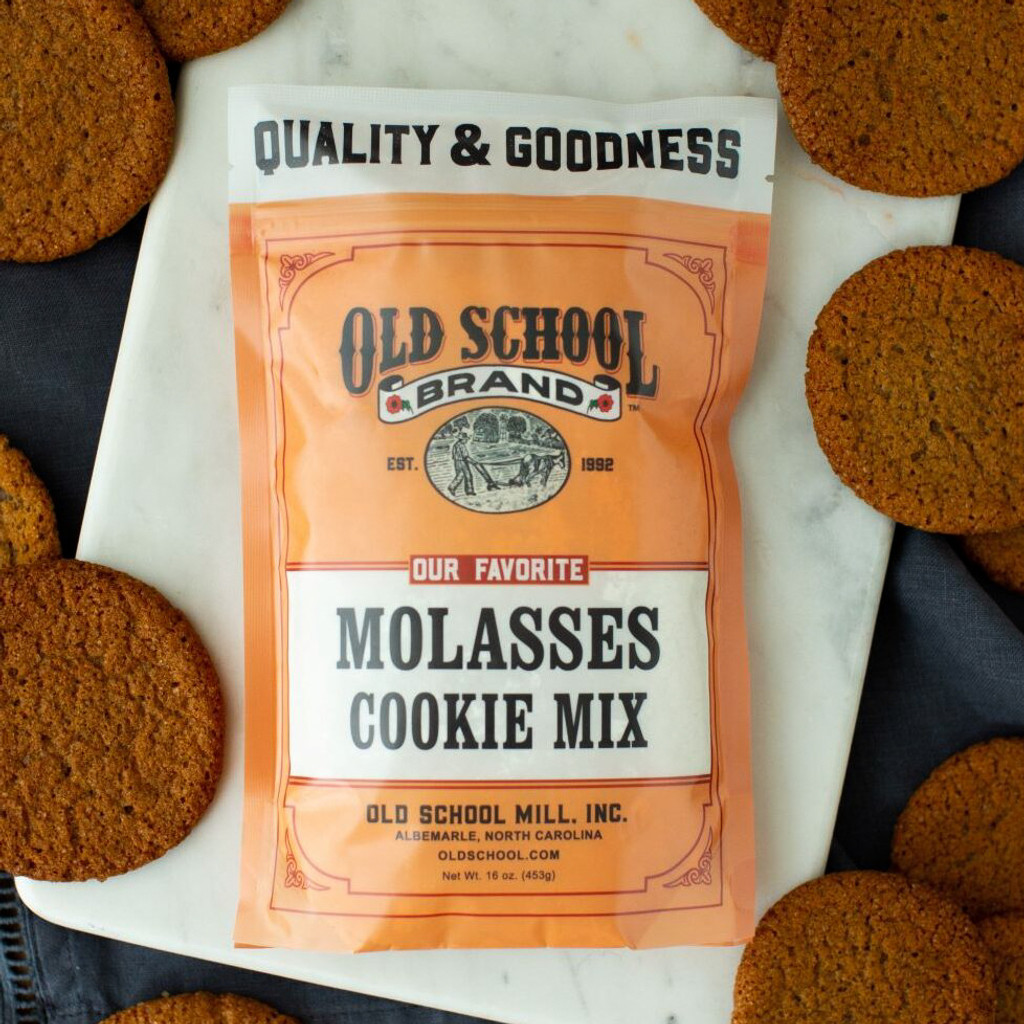 QUALITY & GOODNESS
OLD SCHOOL
BRAND
™
EST. 1992
OUR FAVORITE
MOLASSES
COOKIE MIX
OLD SCHOOL MILL, INC.
ALBEMARLE, NORTH CAROLINA
OLDSCHOOL.COM
Net Wt. 16 oz. (453g)